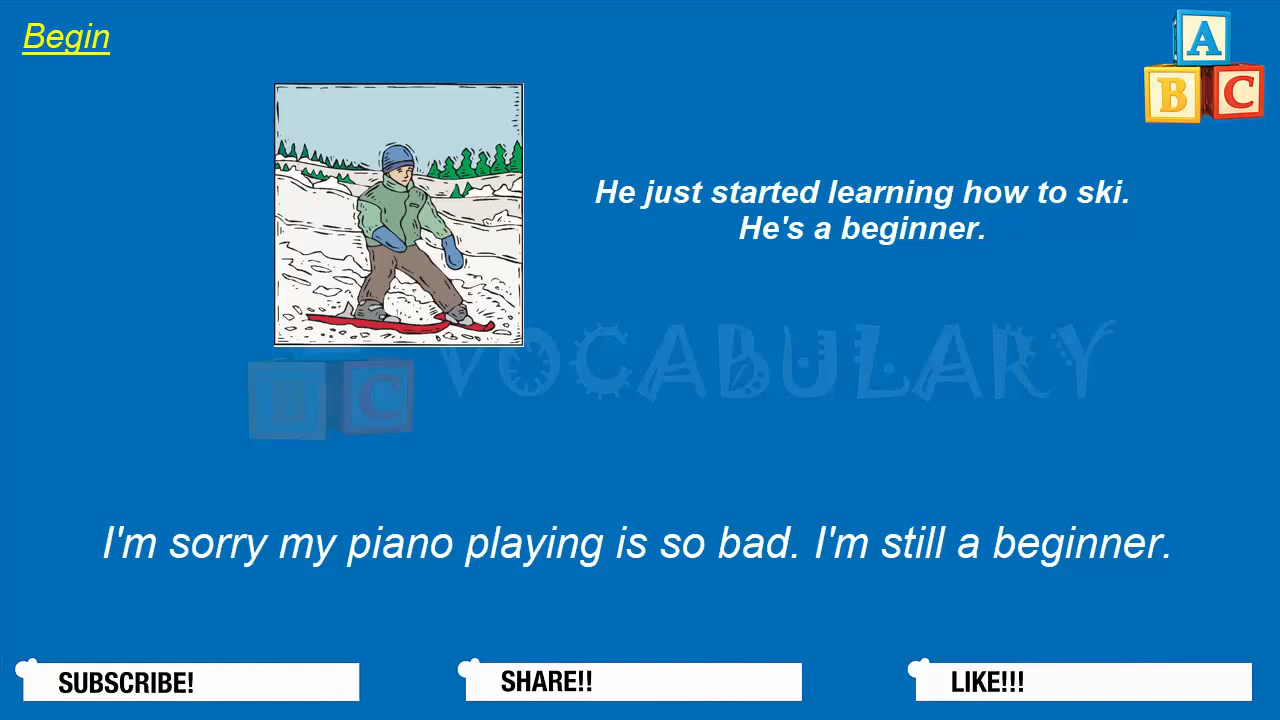 Begin
A
B C
He just started learning how to ski.
He's a beginner.
VOCABULARY
B C
I'm sorry my piano playing is so bad. I'm still a beginner.
SUBSCRIBE!
SHARE!!
LIKE!!!